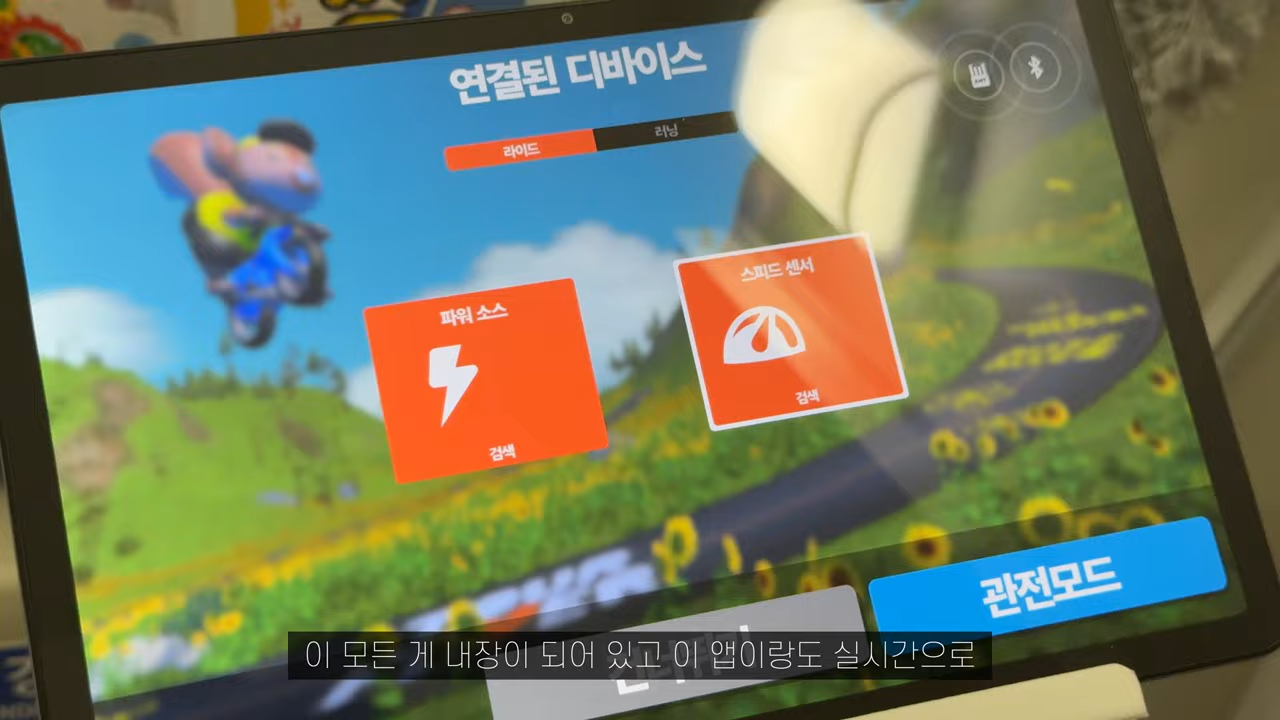 연결된 디바이스
라이드
러닝
파워 소스
검색
스피드 센서
검색
관전모드
이 모든 게 내장이 되어 있고 이 앱이랑도 실시간으로